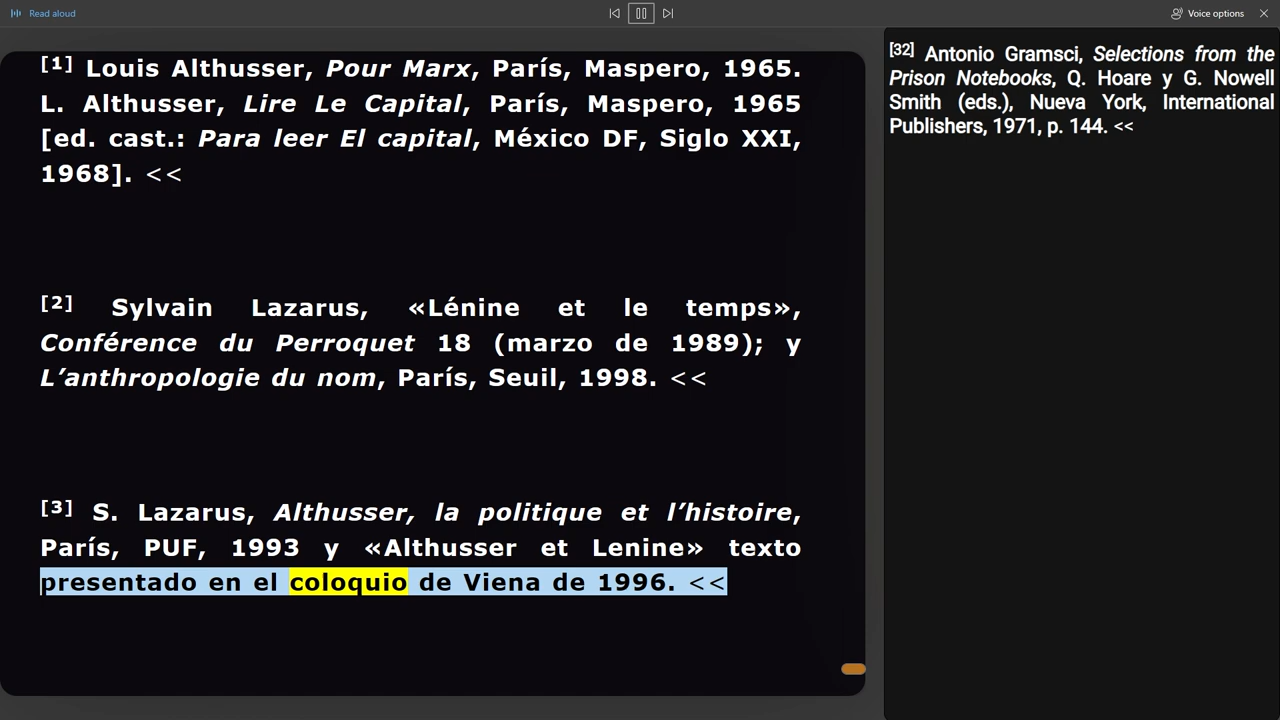 Read aloud
Voice options
[1] Louis Althusser, Pour Marx, París, Maspero, 1965.
L. Althusser, Lire Le Capital, París, Maspero, 1965
[ed. cast.: Para leer El capital, México DF, Siglo XXI,
1968]. <<
[2] Sylvain Lazarus, «Lénine et le temps»,
Conférence du Perroquet 18 (marzo de 1989); y
L’anthropologie du nom, París, Seuil, 1998. <<
[3] S. Lazarus, Althusser, la politique et l’histoire,
París, PUF, 1993 y «Althusser et Lenine» texto
presentado en el coloquio de Viena de 1996. <<
[32] Antonio Gramsci, Selections from the
Prison Notebooks, Q. Hoare y G. Nowell
Smith (eds.), Nueva York, International
Publishers, 1971, p. 144. <<